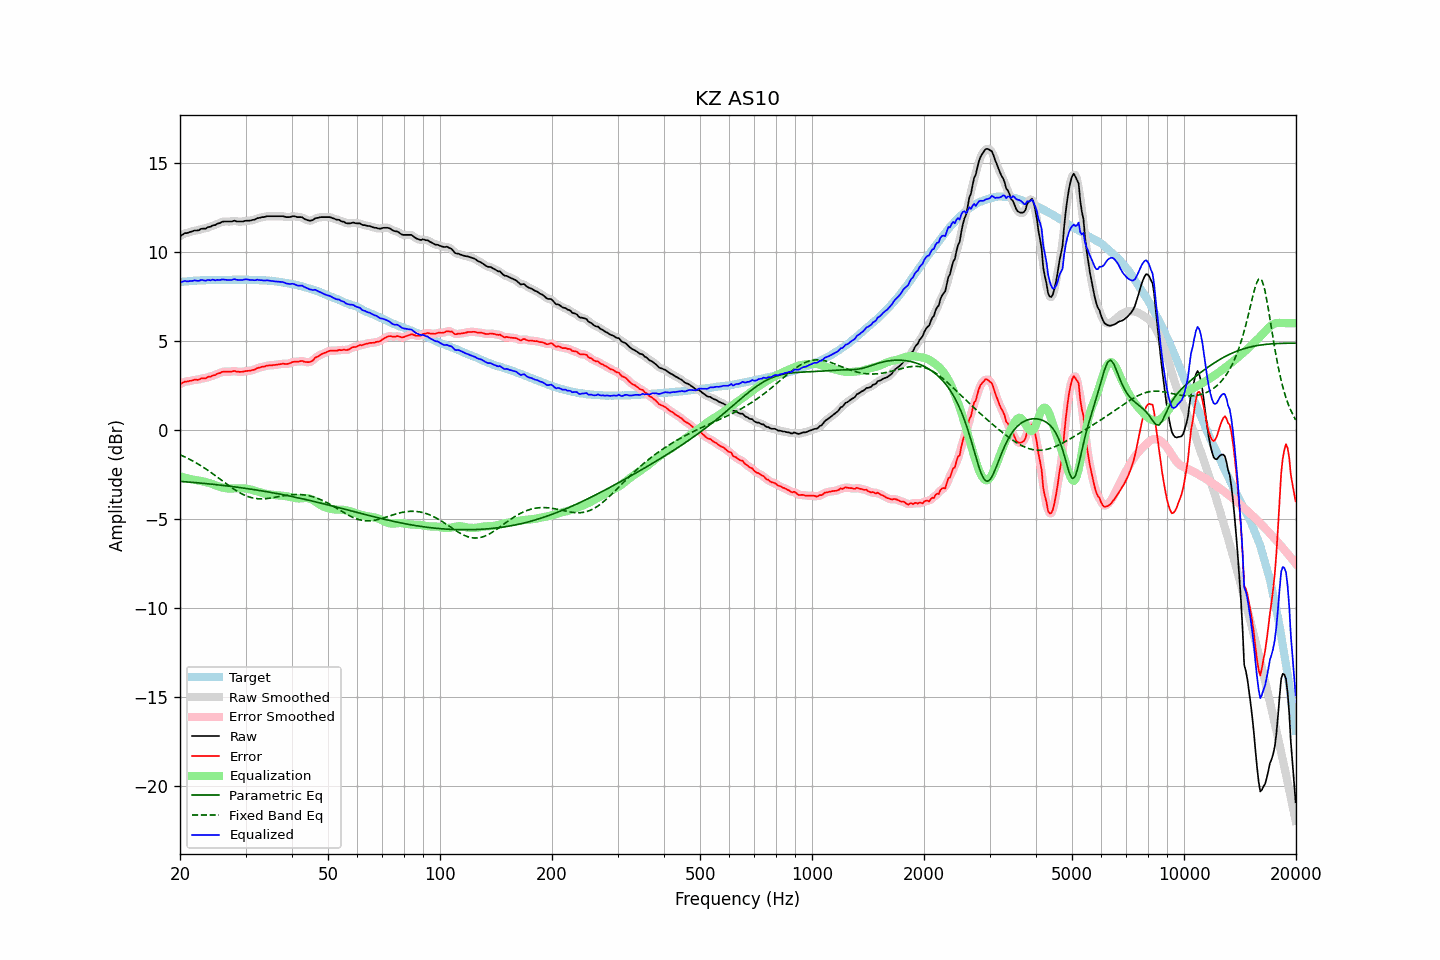 KZ AS10
Amplitude (dBr)
15
10
5
0
−5
−10
−15
−20
Target
Raw Smoothed
Error Smoothed
Raw
Error
Equalization
Parametric Eq
Fixed Band Eq
Equalized
20 50 100 200 500 1000 2000 5000 10000 20000
Frequency (Hz)